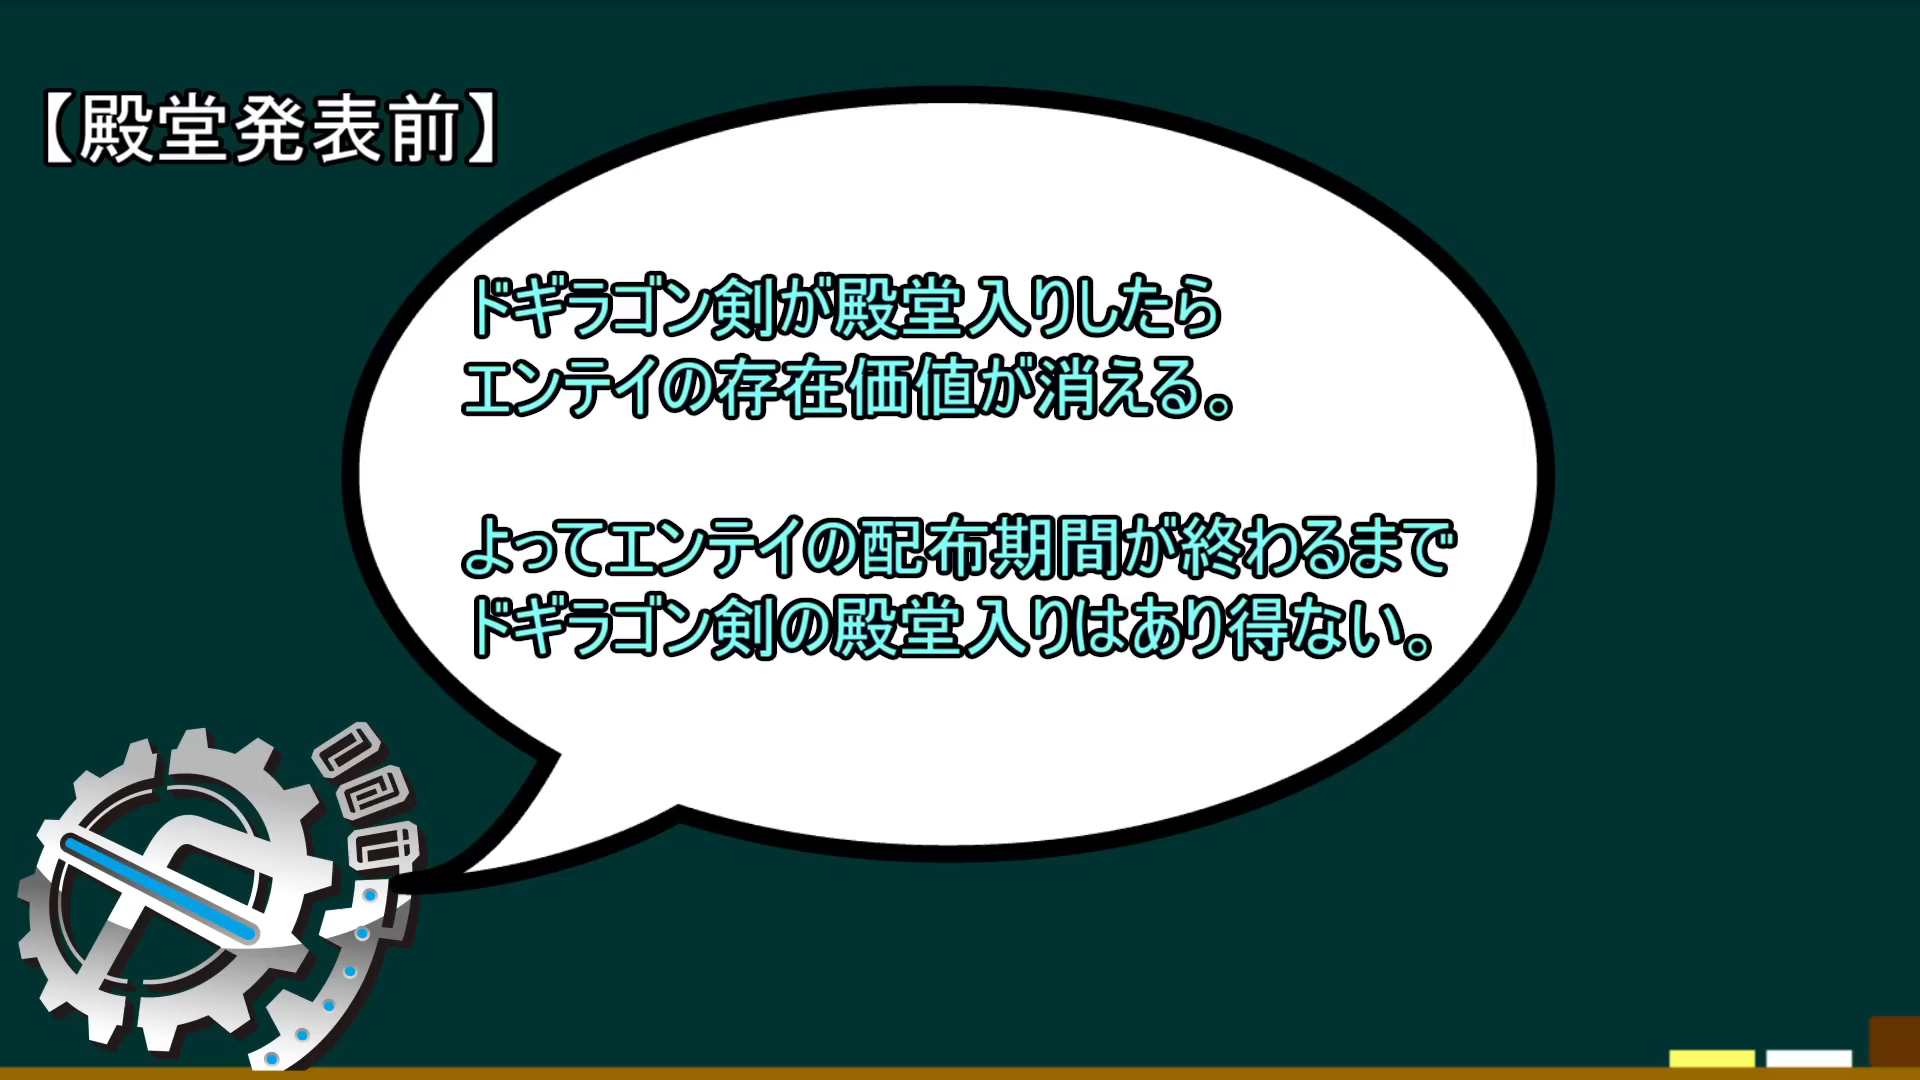 【殿堂発表前】
ドギラゴン剣が殿堂入りしたら
エンテイの存在価値が消える。
よってエンテイの配布期間が終わるまで
ドギラゴン剣の殿堂入りはあり得ない。